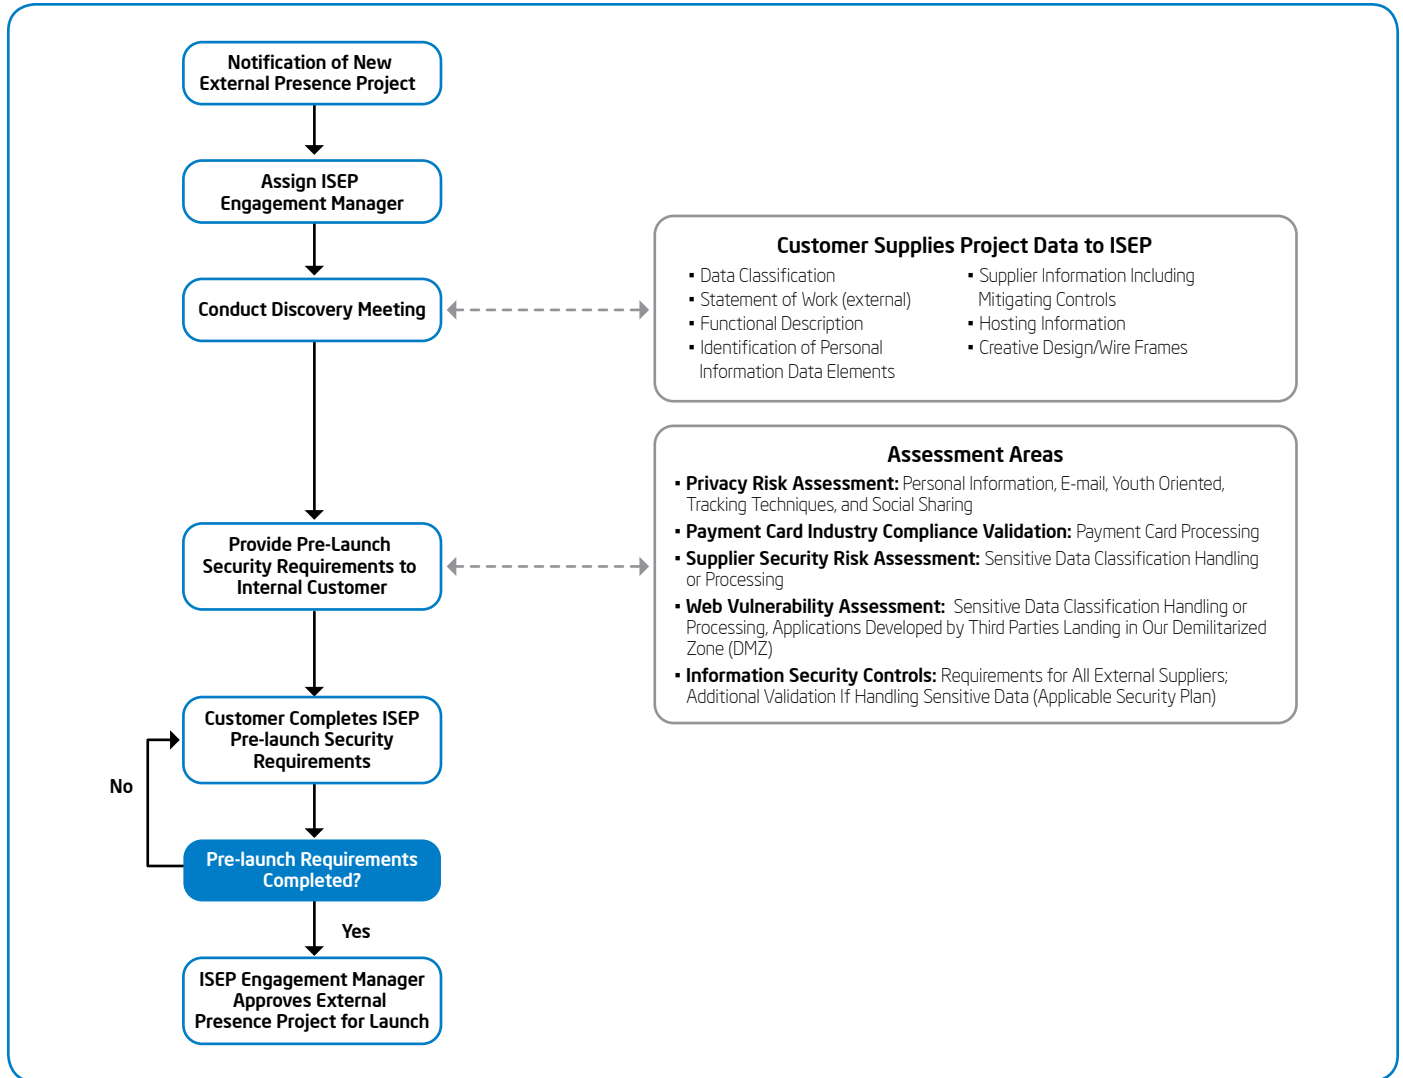 Notification of New
External Presence Project
Assign ISEP
Engagement Manager
Conduct Discovery Meeting
Customer Supplies Project Data to ISEP
▪ Data Classification
▪ Statement of Work (external)
▪ Functional Description
▪ Identification of Personal
Information Data Elements
▪ Supplier Information Including
Mitigating Controls
▪ Hosting Information
▪ Creative Design/Wire Frames
Provide Pre-Launch
Security Requirements to
Internal Customer
Assessment Areas
▪ Privacy Risk Assessment: Personal Information, E-mail, Youth Oriented,
Tracking Techniques, and Social Sharing
▪ Payment Card Industry Compliance Validation: Payment Card Processing
▪ Supplier Security Risk Assessment: Sensitive Data Classification Handling
or Processing
▪ Web Vulnerability Assessment: Sensitive Data Classification Handling or
Processing, Applications Developed by Third Parties Landing in Our Demilitarized
Zone (DMZ)
▪ Information Security Controls: Requirements for All External Suppliers;
Additional Validation If Handling Sensitive Data (Applicable Security Plan)
Customer Completes ISEP
Pre-launch Security
Requirements
No
Pre-launch Requirements
Completed?
Yes
ISEP Engagement Manager
Approves External
Presence Project for Launch